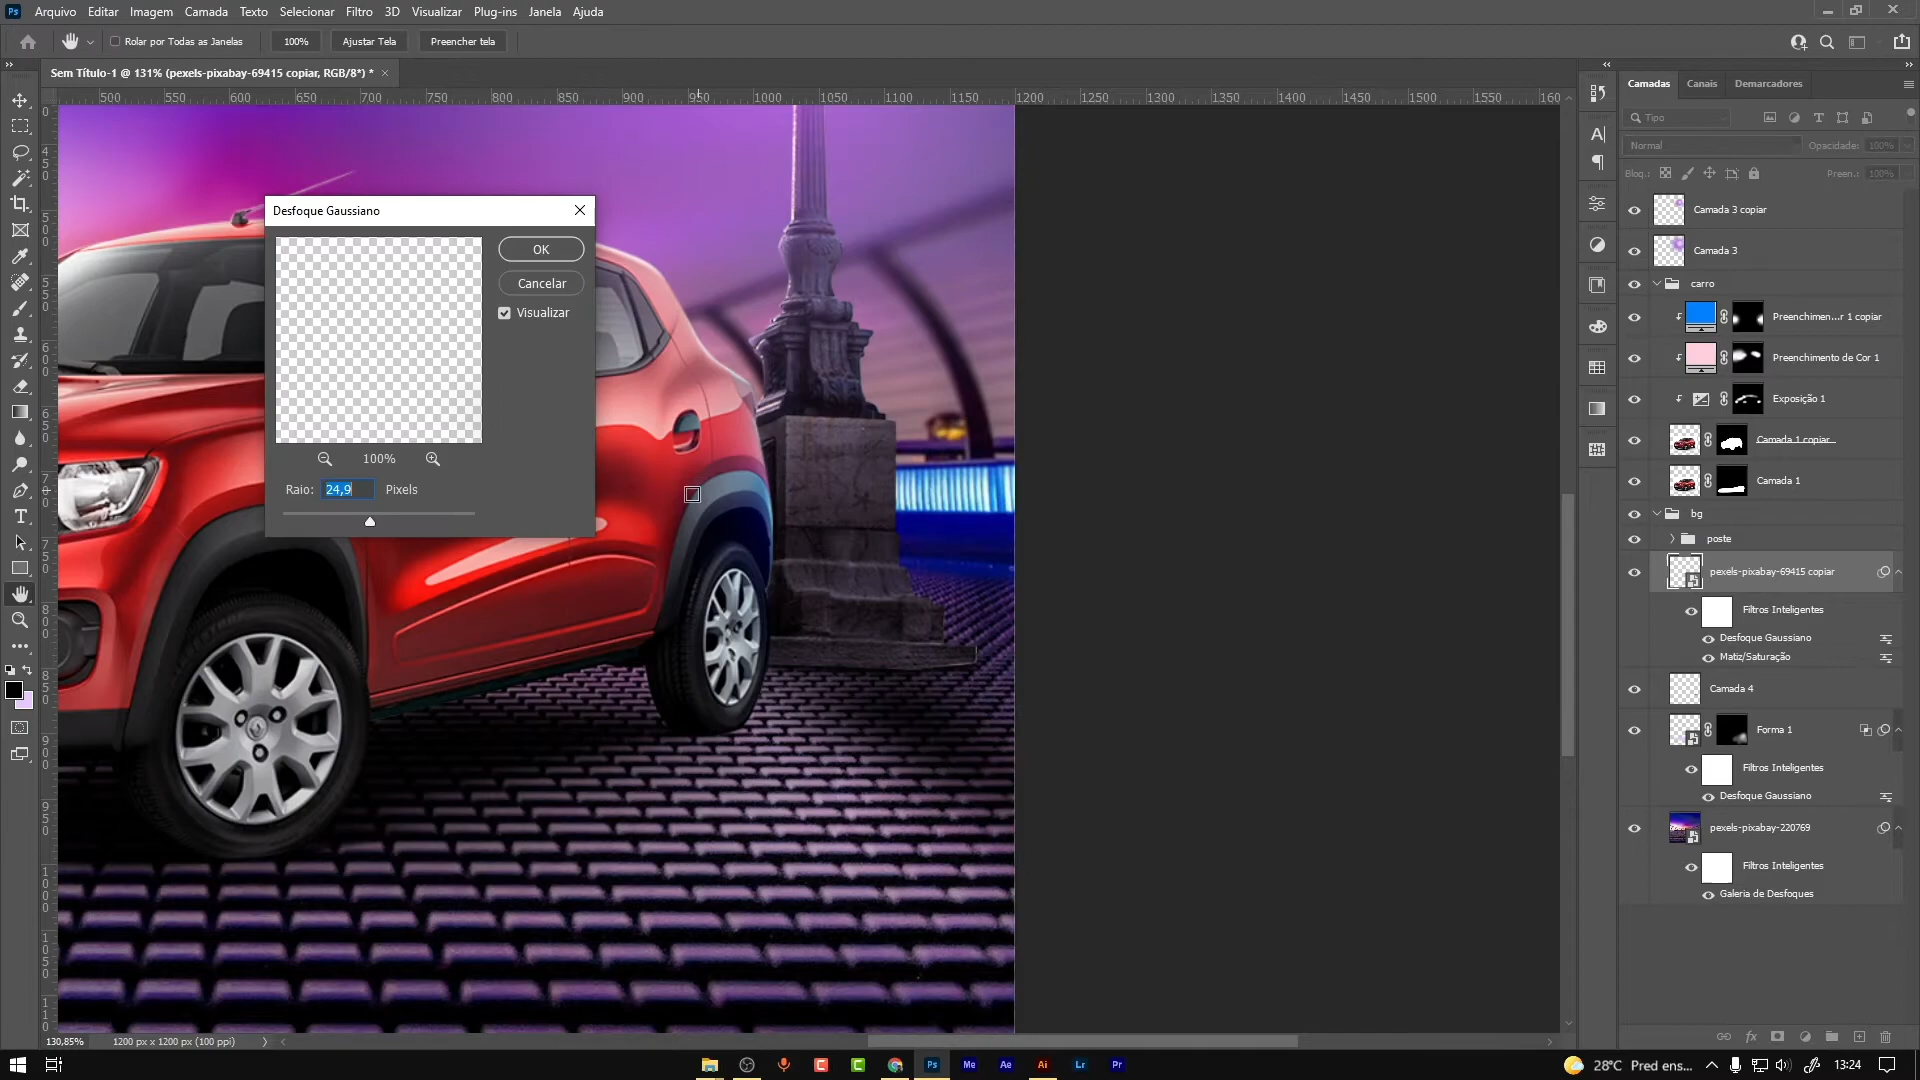 Ps Arquivo Editar Imagem Camada Texto Selecionar Filtro 3D Visualizar Plug-ins Janela Ajuda
Rolar por Todas as Janelas 100% Ajustar Tela Preencher tela
Sem Título-1 @ 131% (pexels-pixabay-69415 copiar, RGB/8*) * ×
500 550 600 650 700 750 800 850 900 950 1000 1050 1100 1150 1200 1250 1300 1350 1400 1450 1500 1550 160
Desfoque Gaussiano
OK
Cancelar
Visualizar
100%
Raio: 24,9 Pixels
Camadas Canais Demarcadores
Tipo
Normal Opacidade: 100%
Bloq.: Preen.: 100%
Camada 3 copiar
Camada 3
carro
Preenchimen...r 1 copiar
Preenchimento de Cor 1
Exposição 1
Camada 1 copiar
Camada 1
bg
poste
pexels-pixabay-69415 copiar
Filtros Inteligentes
Desfoque Gaussiano
Matiz/Saturação
Camada 4
Forma 1
Filtros Inteligentes
Desfoque Gaussiano
pexels-pixabay-220769
Filtros Inteligentes
Galeria de Desfoques
130,85% 1200 px x 1200 px (100 ppi)
Ps Me Ae Ai Lr Pr
28°C Pred ens... 13:24